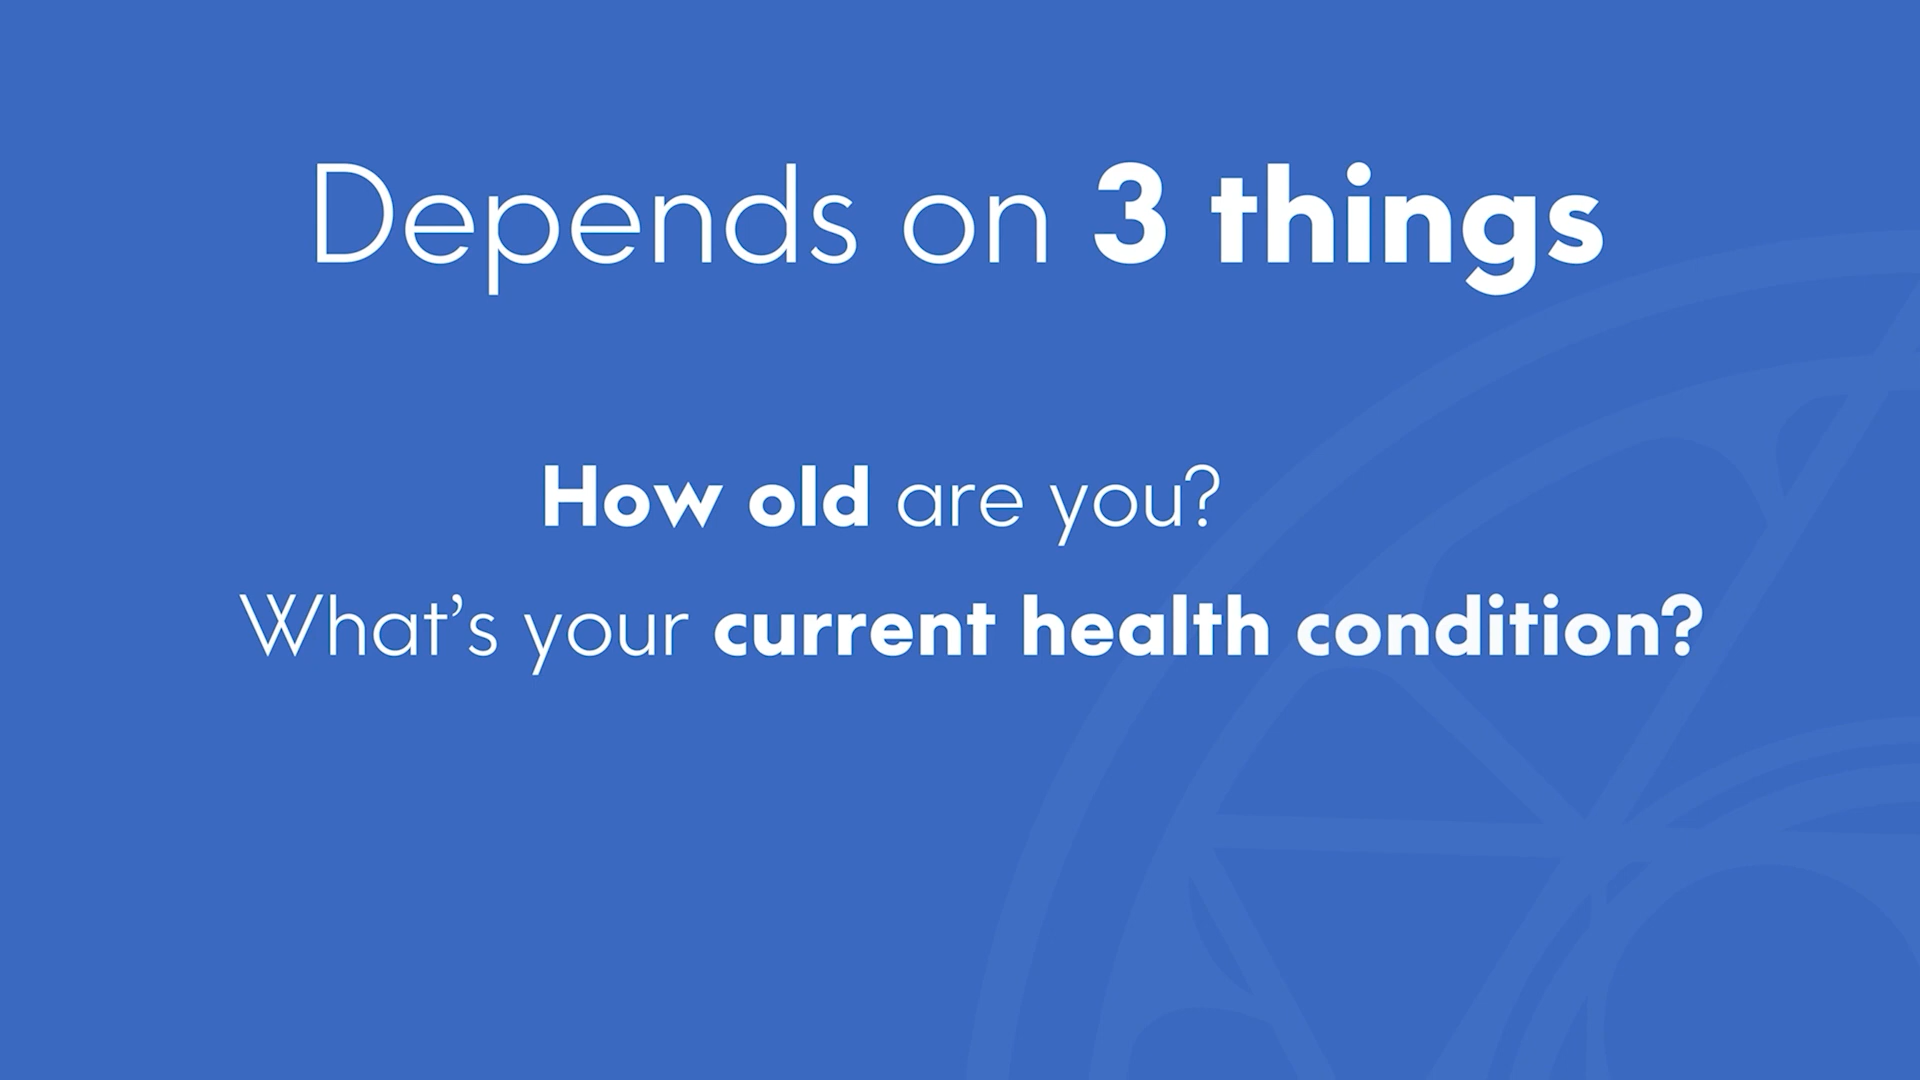 Depends on 3 things
How old are you?
What’s your current health condition?